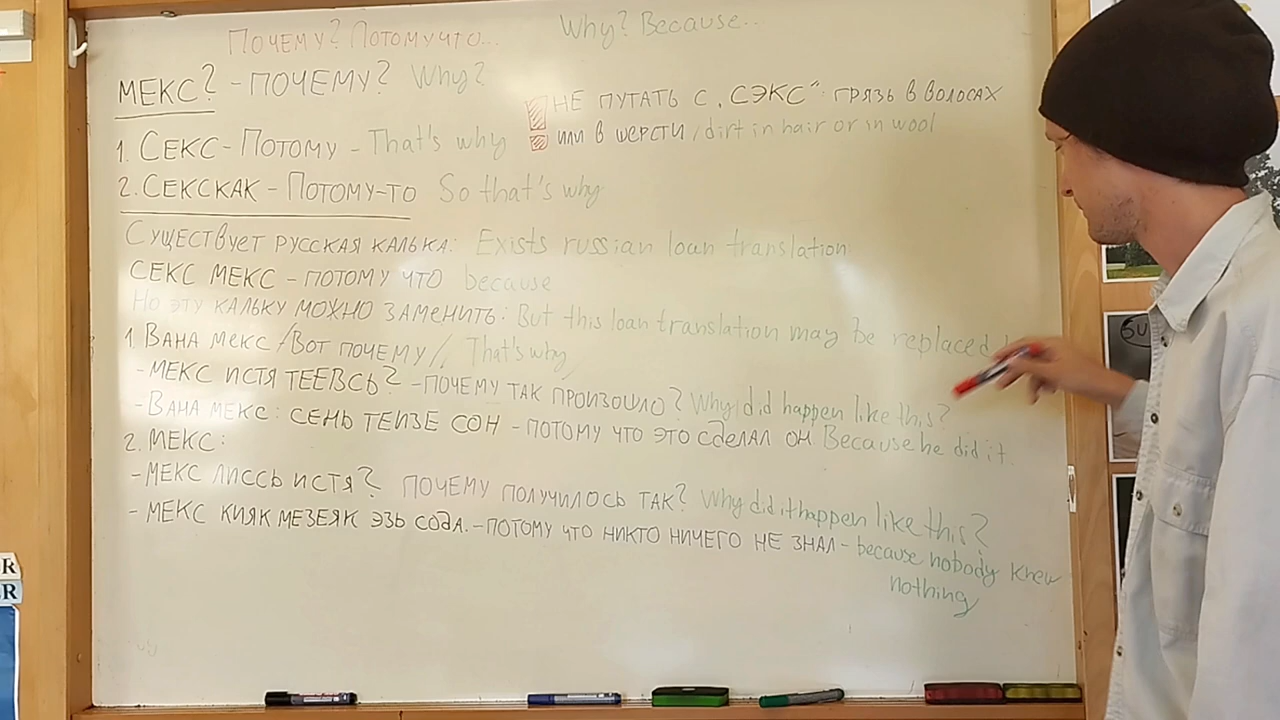 Почему? Потому что... Why? Because...
МЕКС? - ПОЧЕМУ? Why?
НЕ ПУТАТЬ С „СЭКС": ГРЯЗЬ В ВОЛОСАХ
ИЛИ В ШЕРСТИ / dirt in hair or in wool
1. СЕКС - ПОТОМУ - That's why
2. СЕКСКАК - ПОТОМУ-ТО So that's why
СУЩЕСТВУЕТ РУССКАЯ КАЛЬКА: Exists russian loan translation
СЕКС МЕКС - ПОТОМУ ЧТО because
НО ЭТУ КАЛЬКУ МОЖНО ЗАМЕНИТЬ: But this loan translation may be replaced
1 ВАНА МЕКС /ВОТ ПОЧЕМУ// That's why
- МЕКС ИСТЯ ТЕЕВСЬ? - ПОЧЕМУ ТАК ПРОИЗОШЛО? Why did happen like this?
- ВАНА МЕКС: СЕНЬ ТЕИЗЕ СОН - ПОТОМУ ЧТО ЭТО СДЕЛАЛ ОН Because he did it.
2. МЕКС:
- МЕКС ЛИССЬ ИСТЯ? ПОЧЕМУ ПОЛУЧИЛОСЬ ТАК? Why did it happen like this?
- МЕКС КИЯК МЕЗЕЯК ЭЗЬ СОДА. - ПОТОМУ ЧТО НИКТО НИЧЕГО НЕ ЗНАЛ - because nobody knew
nothing